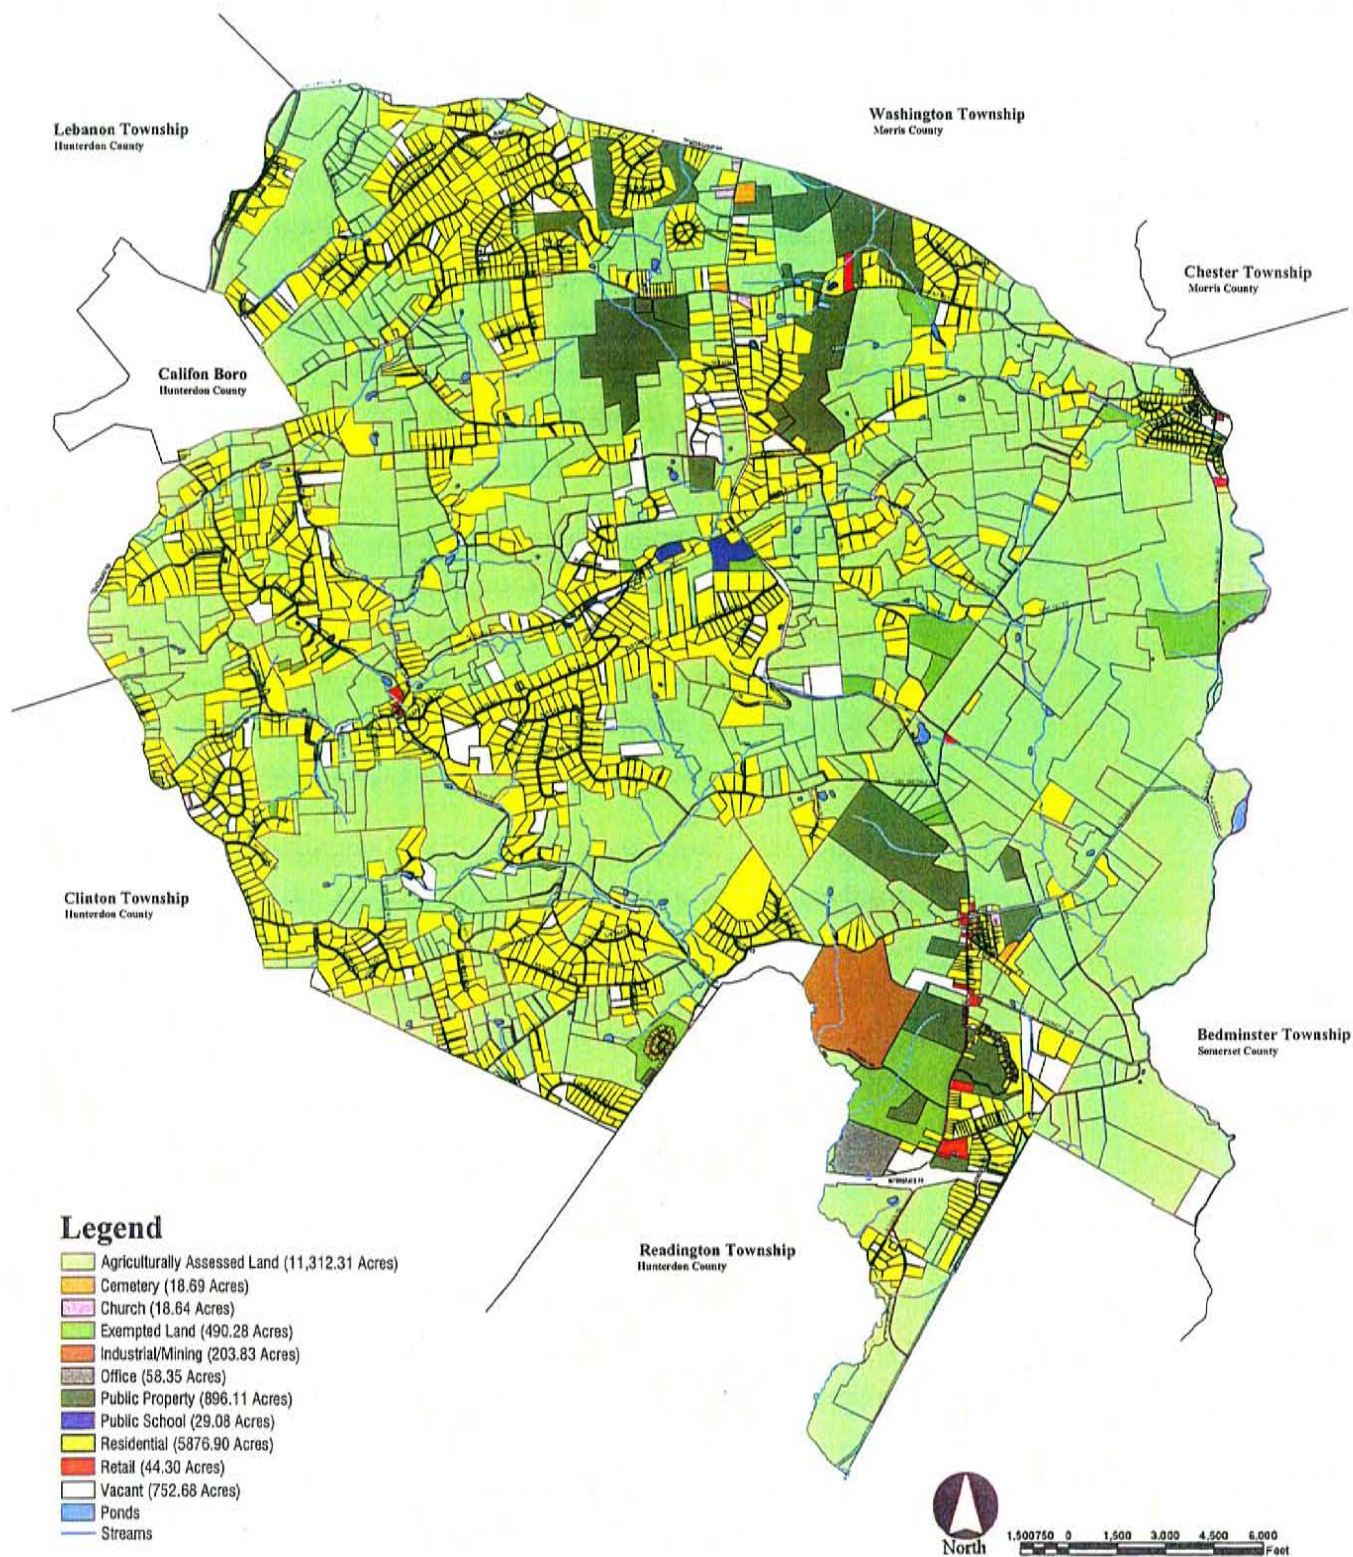 Washington Township
Morris County
Lebanon Township
Hunterdon County
Chester Township
Morris County
Califon Boro
Hunterdon County
Clinton Township
Hunterdon County
Bedminster Township
Somerset County
Readington Township
Hunterdon County
Legend
Agriculturally Assessed Land (11,312.31 Acres)
Cemetery (18.69 Acres)
Church (18.64 Acres)
Exempted Land (490.28 Acres)
Industrial/Mining (203.83 Acres)
Office (58.35 Acres)
Public Property (896.11 Acres)
Public School (29.08 Acres)
Residential (5876.90 Acres)
Retail (44.30 Acres)
Vacant (752.68 Acres)
Ponds
Streams
North
1,500750 0 1,500 3,000 4,500 6,000
Feet